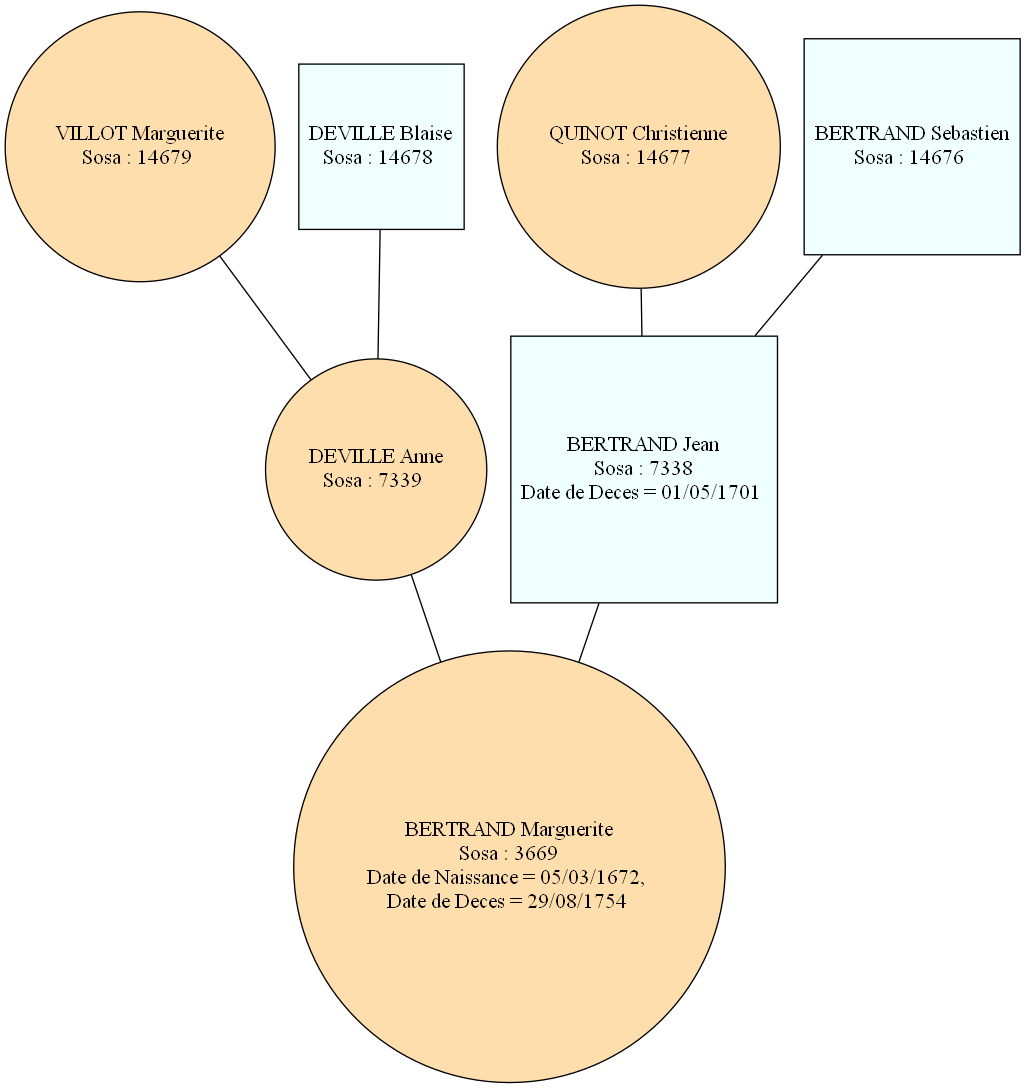 VILLOT Marguerite
Sosa : 14679
DEVILLE Blaise
Sosa : 14678
QUINOT Christienne
Sosa : 14677
BERTRAND Sebastien
Sosa : 14676
DEVILLE Anne
Sosa : 7339
BERTRAND Jean
Sosa : 7338
Date de Deces = 01/05/1701
BERTRAND Marguerite
Sosa : 3669
Date de Naissance = 05/03/1672,
Date de Deces = 29/08/1754